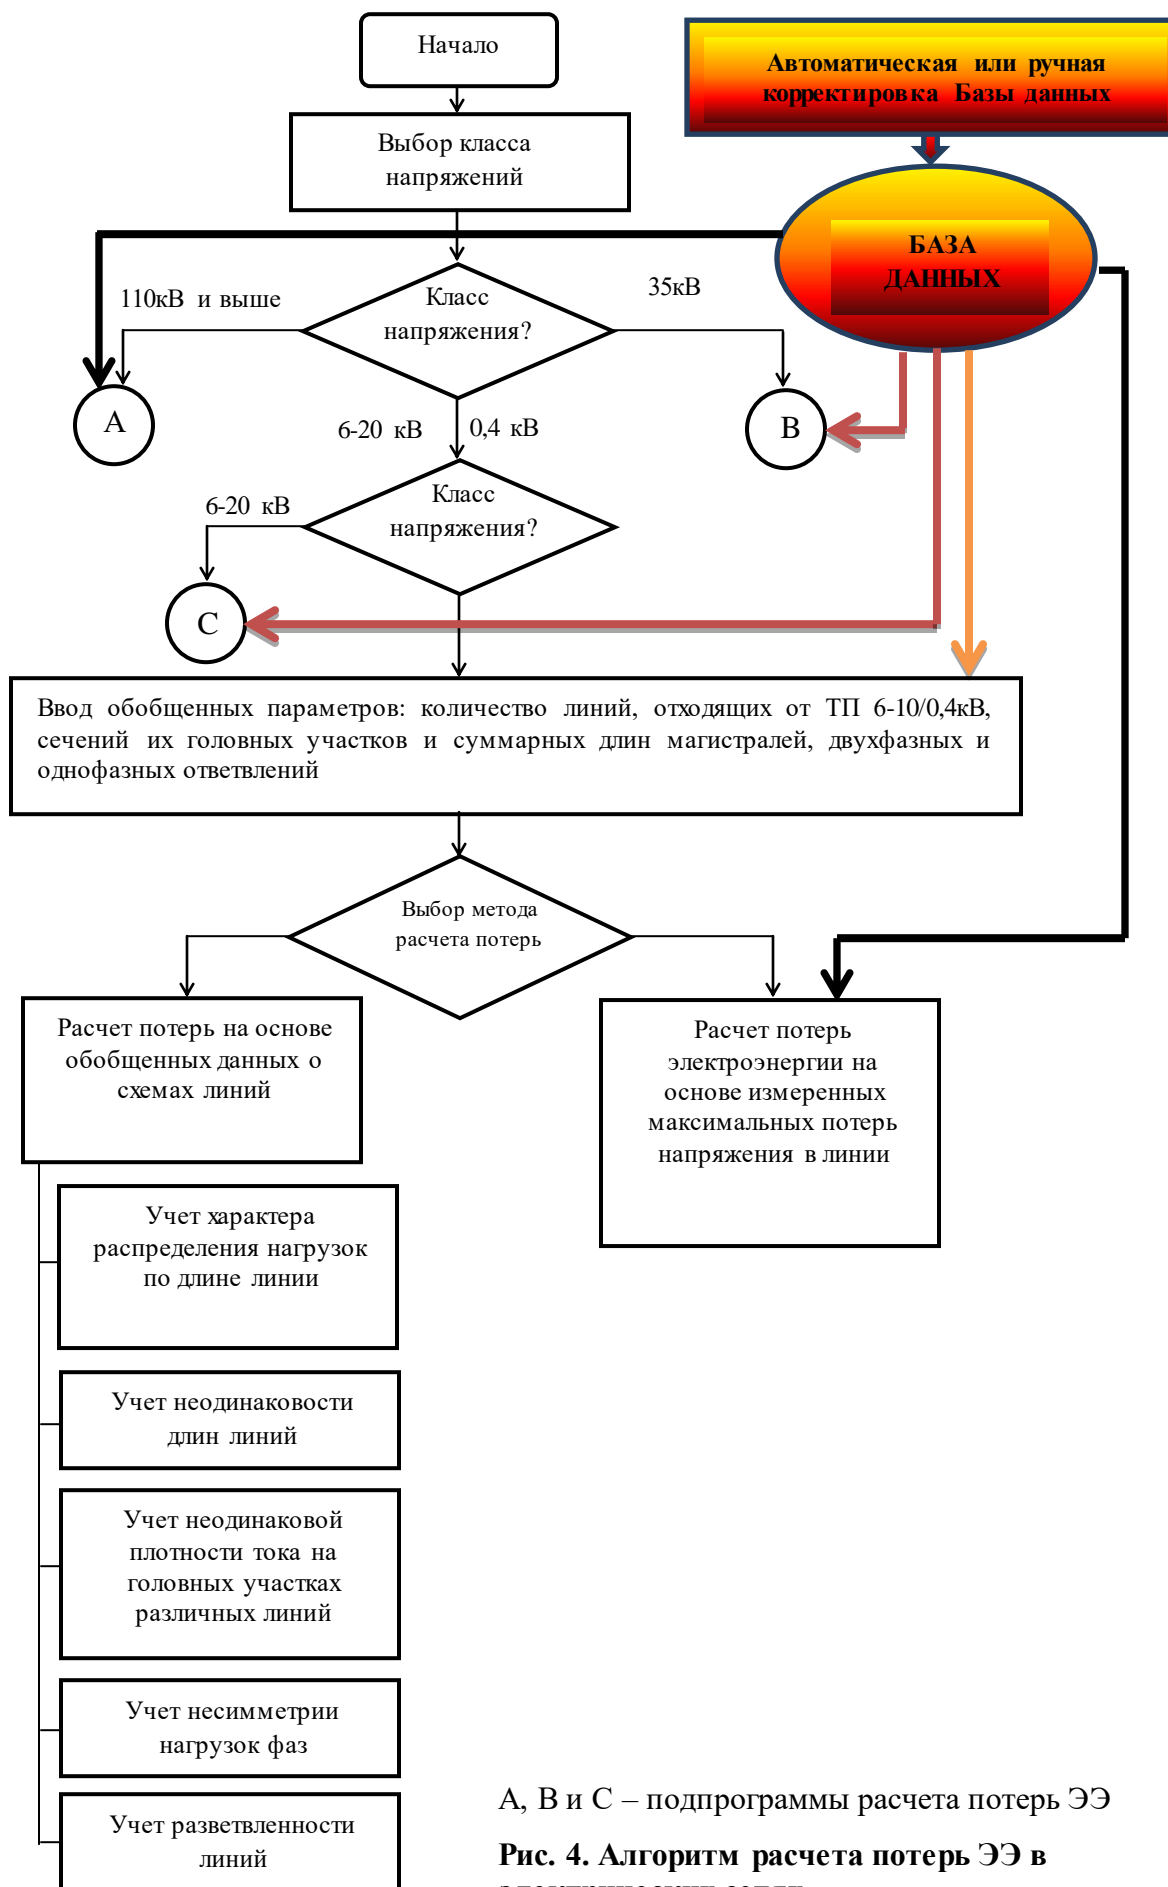 Начало
Автоматическая или ручная
корректировка Базы данных
Выбор класса
напряжений
БАЗА
ДАННЫХ
110кВ и выше
Класс
напряжения?
35кВ
А
В
6-20 кВ
0,4 кВ
Класс
напряжения?
6-20 кВ
С
Ввод обобщенных параметров: количество линий, отходящих от ТП 6-10/0,4кВ,
сечений их головных участков и суммарных длин магистралей, двухфазных и
однофазных ответвлений
Выбор метода
расчета потерь
Расчет потерь на основе
обобщенных данных о
схемах линий
Расчет потерь
электроэнергии на
основе измеренных
максимальных потерь
напряжения в линии
Учет характера
распределения нагрузок
по длине линии
Учет неодинаковости
длин линий
Учет неодинаковой
плотности тока на
головных участках
различных линий
Учет несимметрии
нагрузок фаз
Учет разветвленности
линий
А, В и С – подпрограммы расчета потерь ЭЭ
Рис. 4. Алгоритм расчета потерь ЭЭ в